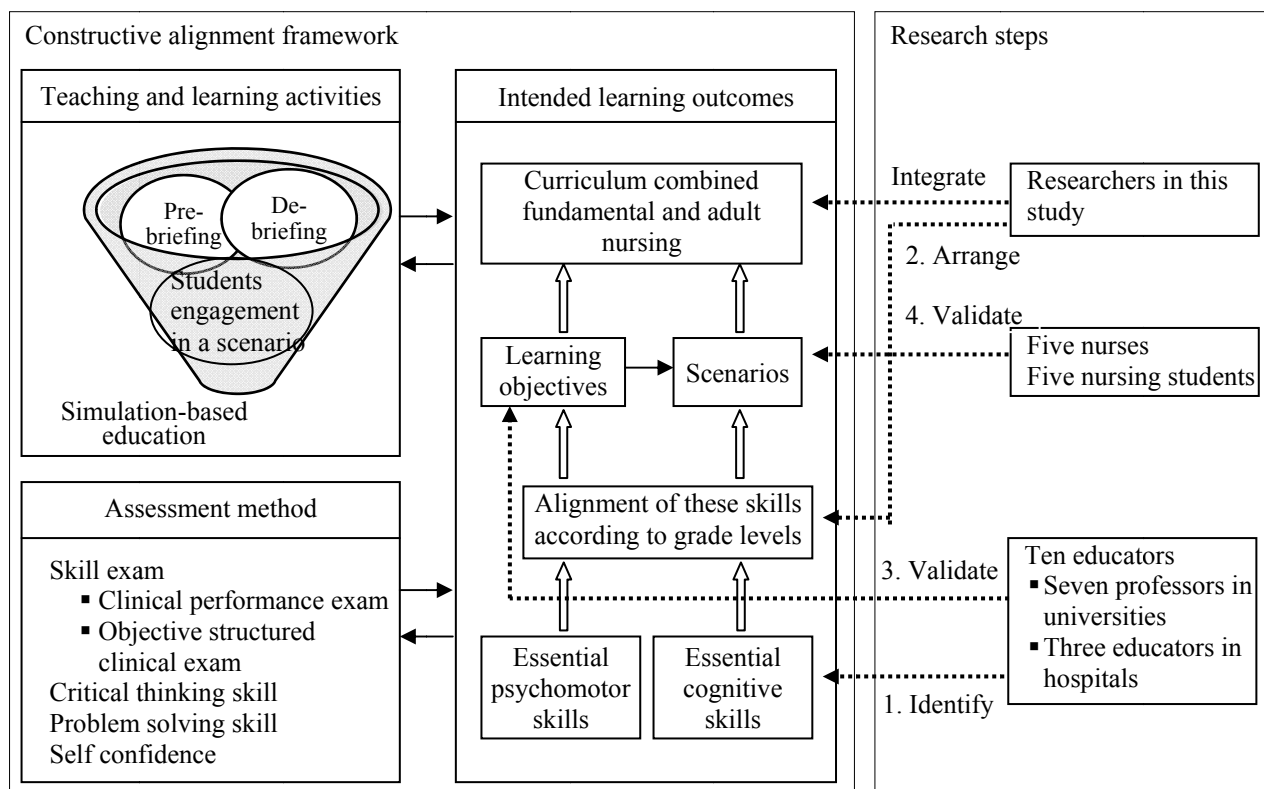 Constructive alignment framework
Teaching and learning activities
Pre-
briefing
De-
briefing
Students
engagement
in a scenario
Simulation-based
education
Assessment method
Skill exam
▪ Clinical performance exam
▪ Objective structured
clinical exam
Critical thinking skill
Problem solving skill
Self confidence
Intended learning outcomes
Curriculum combined
fundamental and adult
nursing
Learning
objectives
Scenarios
Alignment of these skills
according to grade levels
Essential
psychomotor
skills
Essential
cognitive
skills
Research steps
Integrate
Researchers in this
study
2. Arrange
4. Validate
Five nurses
Five nursing students
3. Validate
Ten educators
▪ Seven professors in
universities
▪ Three educators in
hospitals
1. Identify